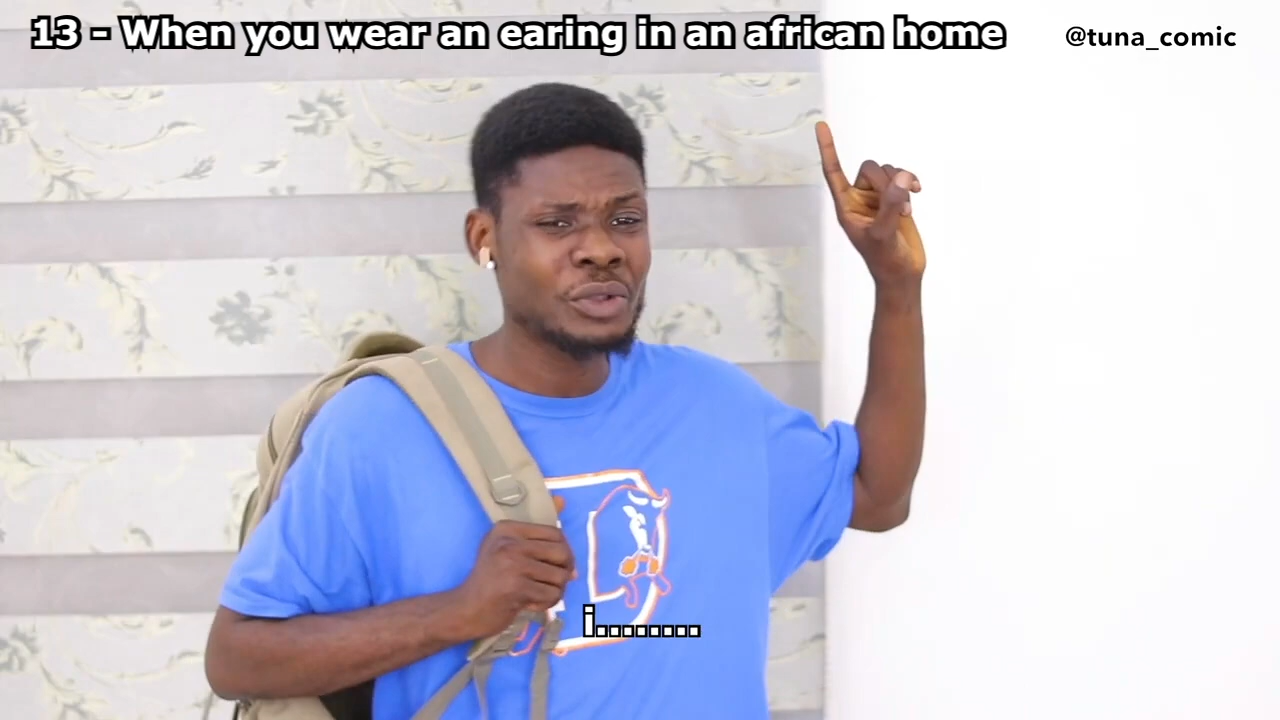 13 - When you wear an earing in an african home
@tuna_comic
i........